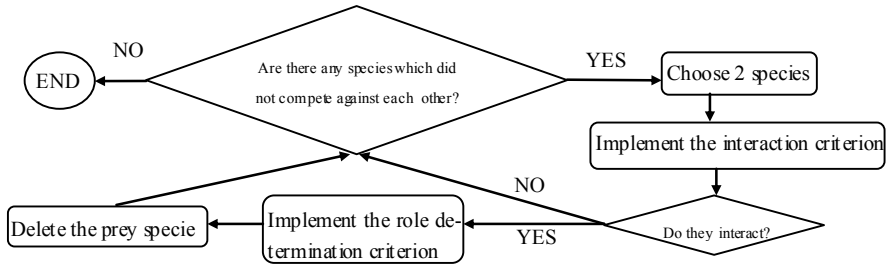 NO
END
Are there any species which did
not compete against each other?
YES
Choose 2 species
Implement the interaction criterion
NO
Do they interact?
YES
Implement the role de-
termination criterion
Delete the prey specie